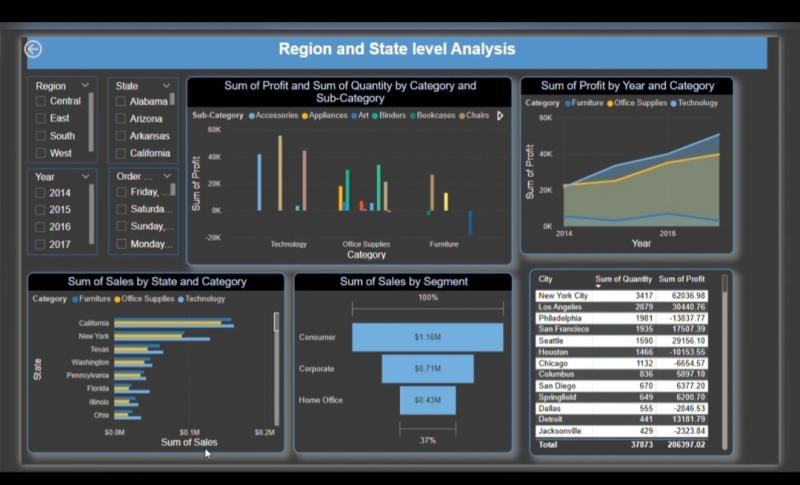 Region and State level Analysis
Region
Central
East
South
West
State
Alabama
Arizona
Arkansas
California
Year
2014
2015
2016
2017
Order ...
Friday, ...
Saturda...
Sunday,...
Monday...
Sum of Profit and Sum of Quantity by Category and
Sub-Category
Sub-Category Accessories Appliances Art Binders Bookcases Chairs
60K
40K
20K
0K
-20K
Sum of Profit
Technology Office Supplies Furniture
Category
Sum of Profit by Year and Category
Category Furniture Office Supplies Technology
60K
40K
20K
0K
Sum of Profit
2014 2016
Year
Sum of Sales by State and Category
Category Furniture Office Supplies Technology
State
California
New York
Texas
Washington
Pennsylvania
Florida
Illinois
Ohio
$0.0M $0.1M $0.2M
Sum of Sales
Sum of Sales by Segment
100%
Consumer $1.16M
Corporate $0.71M
Home Office $0.43M
37%
City Sum of Quantity Sum of Profit
New York City 3417 62036.98
Los Angeles 2879 30440.76
Philadelphia 1981 -13837.77
San Francisco 1935 17507.39
Seattle 1590 29156.10
Houston 1466 -10153.55
Chicago 1132 -6654.57
Columbus 836 5897.10
San Diego 670 6377.20
Springfield 649 6200.70
Dallas 555 -2846.53
Detroit 441 13181.79
Jacksonville 429 -2323.84
Total 37873 286397.02